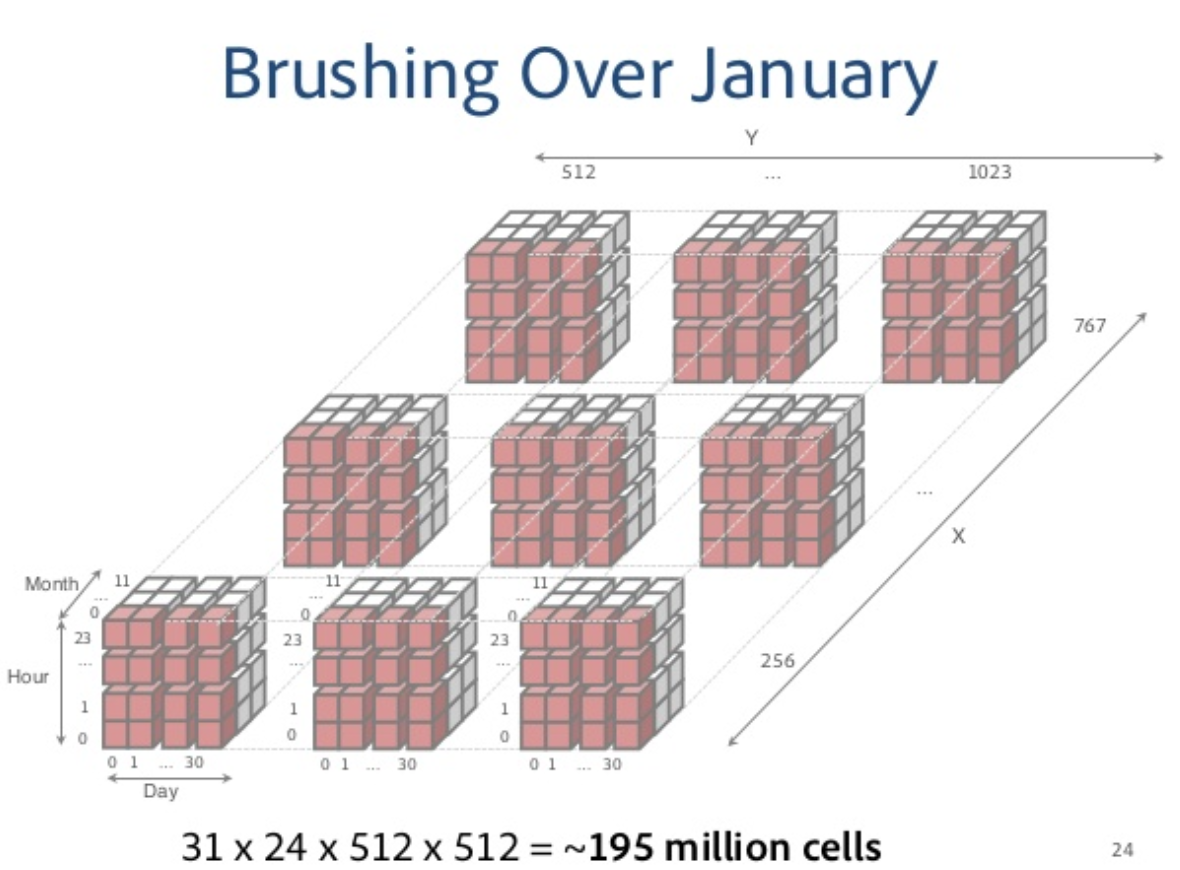 Brushing Over January
Y
512 ... 1023
767
...
X
256
Month 11 ... 0
11 ... 0
11 ... 0
Hour 23 ... 1 0
23 ... 1 0
23 ... 1 0
0 1 ... 30
0 1 ... 30
0 1 ... 30
Day
31 x 24 x 512 x 512 = ~195 million cells
24